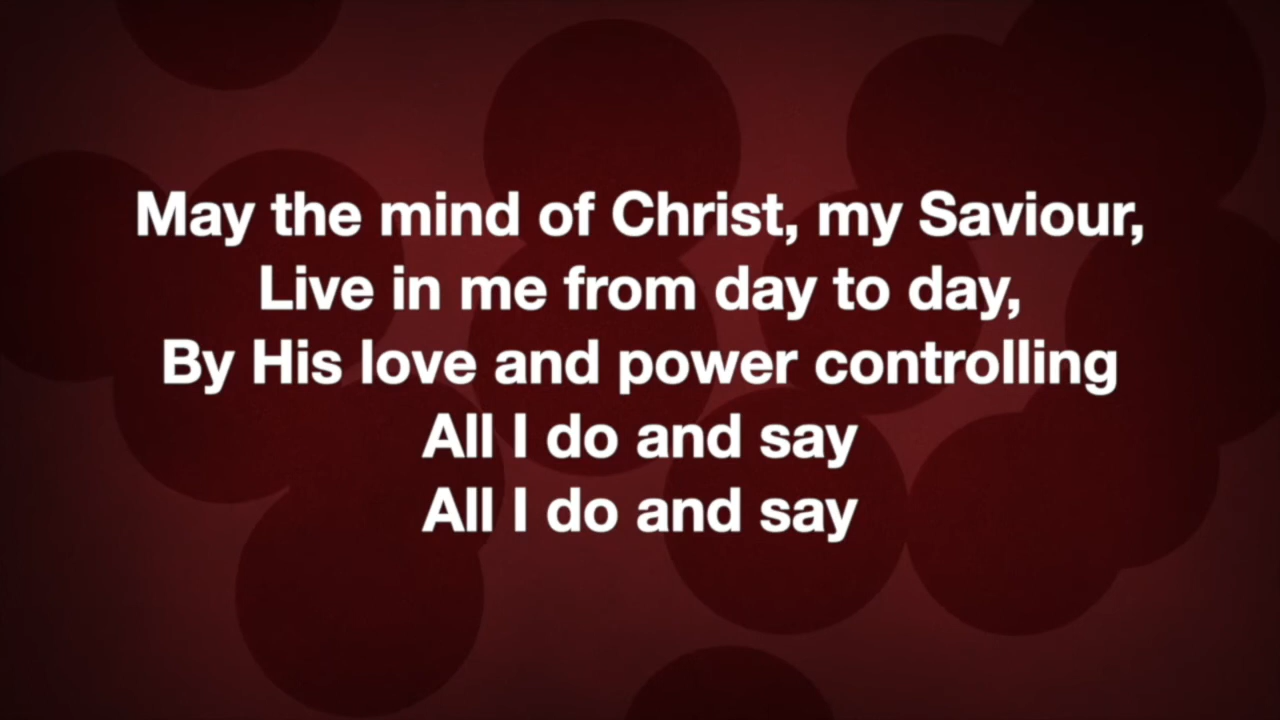 May the mind of Christ, my Saviour,
Live in me from day to day,
By His love and power controlling
All I do and say
All I do and say